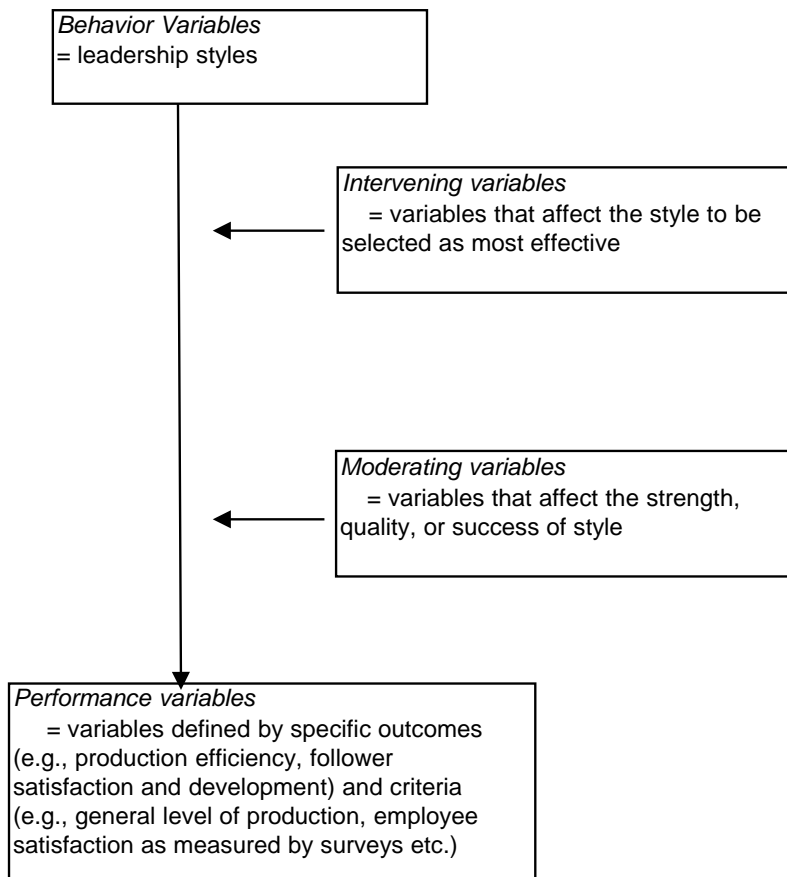 Behavior Variables
= leadership styles
Intervening variables
= variables that affect the style to be
selected as most effective
Moderating variables
= variables that affect the strength,
quality, or success of style
Performance variables
= variables defined by specific outcomes
(e.g., production efficiency, follower
satisfaction and development) and criteria
(e.g., general level of production, employee
satisfaction as measured by surveys etc.)